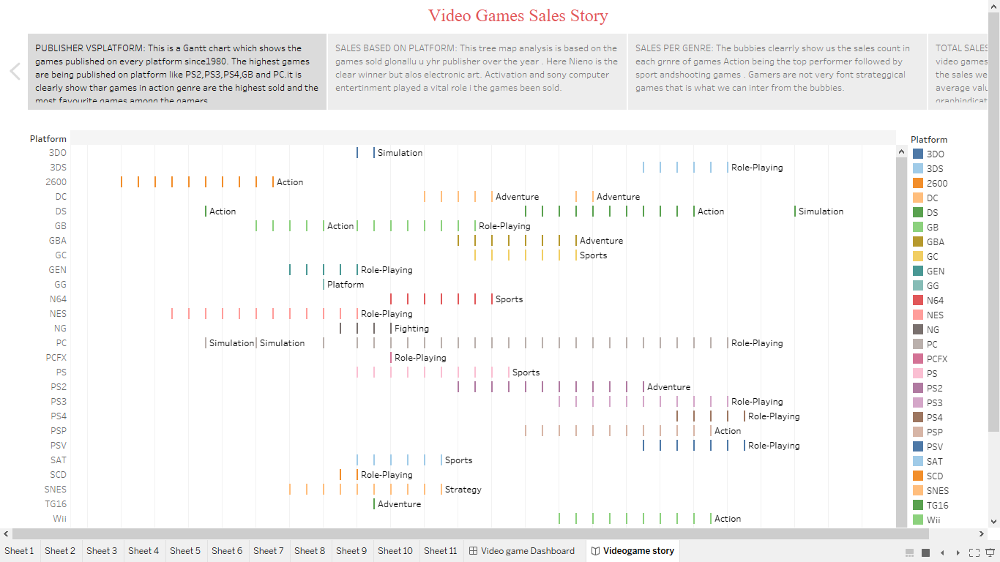 Video Games Sales Story
PUBLISHER VSPLATFORM: This is a Gantt chart which shows the
games published on every platform since1980. The highest games
are being published on platform like PS2,PS3,PS4,GB and PC.it is
clearly show thar games in action genre are the highest sold and the
most favourite games among the gamers
SALES BASED ON PLATFORM: This tree map analysis is based on the
games sold glonallu u yhr publisher over the year . Here Nieno is the
clear winner but alos electronic art. Activation and sony computer
entertinment played a vital role i the games been sold.
SALES PER GENRE: The bubbies clearrly show us the sales count in
each grnre of games Action being the top performer followed by
sport andshooting games . Gamers are not very font strateggical
games that is what we can inter from the bubbies.
TOTAL SALES
video games
the sales we
average valu
graphindicat
Platform
3DO Simulation
3DS Role-Playing
2600 Action
DC Adventure Adventure
DS Action Action Simulation
GB Action Role-Playing
GBA Adventure
GC Sports
GEN Role-Playing
GG Platform
N64 Sports
NES Role-Playing
NG Fighting
PC Simulation Simulation Role-Playing
PCFX Role-Playing
PS Sports
PS2 Adventure
PS3 Role-Playing
PS4 Role-Playing
PSP Action
PSV Role-Playing
SAT Sports
SCD Role-Playing
SNES Strategy
TG16 Adventure
Wii Action
Platform
3DO
3DS
2600
DC
DS
GB
GBA
GC
GEN
GG
N64
NES
NG
PC
PCFX
PS
PS2
PS3
PS4
PSP
PSV
SAT
SCD
SNES
TG16
Wii
Sheet 1 Sheet 2 Sheet 3 Sheet 4 Sheet 5 Sheet 6 Sheet 7 Sheet 8 Sheet 9 Sheet 10 Sheet 11 Video game Dashboard Videogame story